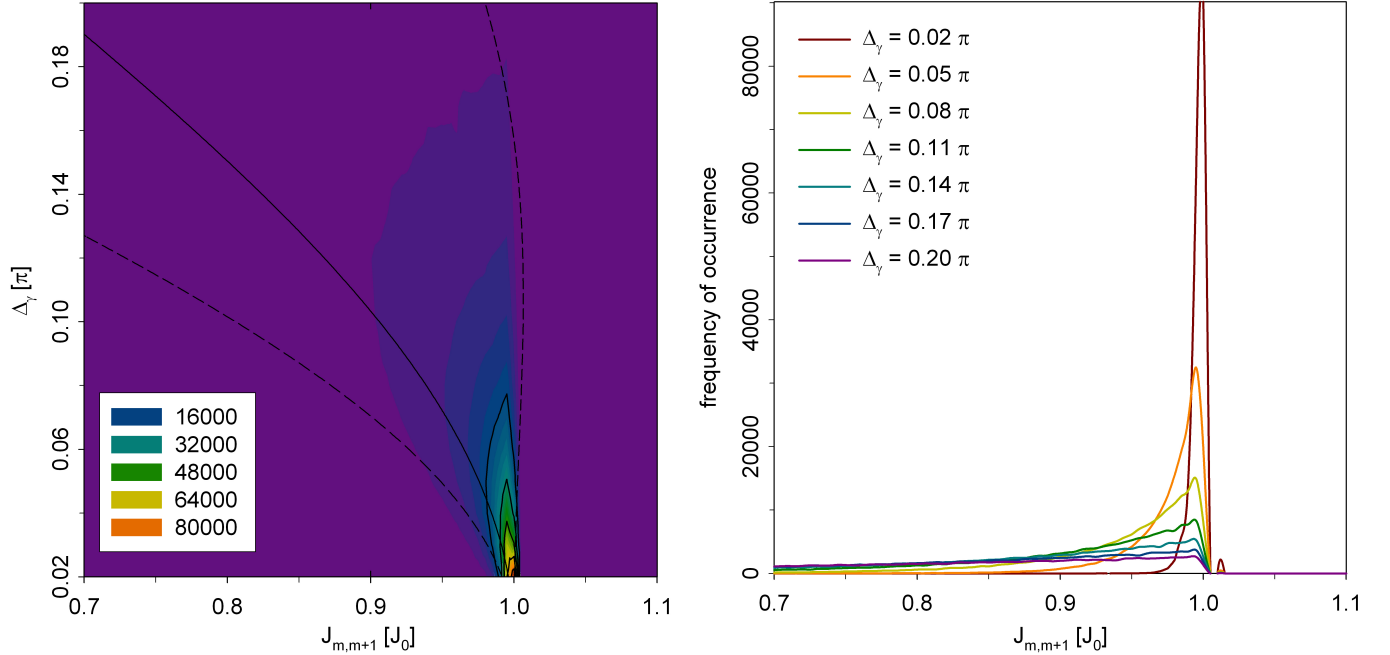 0.18
0.14
0.10
0.06
0.02
Δγ [π]
16000
32000
48000
64000
80000
0.7
0.8
0.9
1.0
1.1
Jm,m+1 [J0]
80000
60000
40000
20000
0
frequency of occurrence
Δγ = 0.02 π
Δγ = 0.05 π
Δγ = 0.08 π
Δγ = 0.11 π
Δγ = 0.14 π
Δγ = 0.17 π
Δγ = 0.20 π
0.7
0.8
0.9
1.0
1.1
Jm,m+1 [J0]